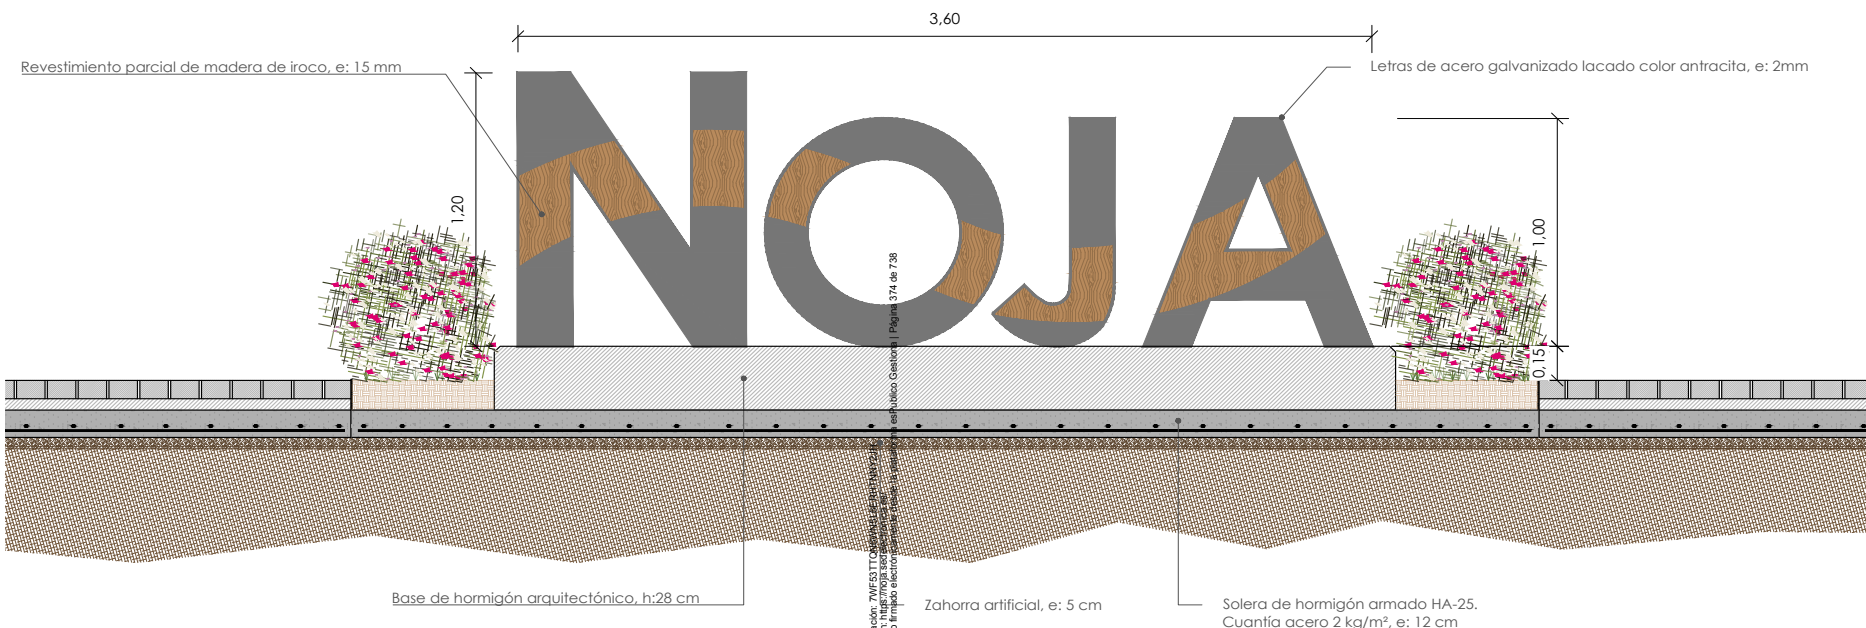 3,60
Revestimiento parcial de madera de iroco, e: 15 mm
Letras de acero galvanizado lacado color antracita, e: 2mm
NOJA
1,20
1,00
0,15
esPublico Gestiona | Página 374 de 738
Base de hormigón arquitectónico, h:28 cm
Zahorra artificial, e: 5 cm
Solera de hormigón armado HA-25.
Cuantía acero 2 kg/m², e: 12 cm